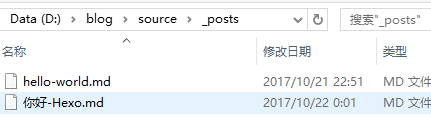 Data (D:) > blog > source > _posts 搜索"_posts"
名称 修改日期 类型
hello-world.md 2017/10/21 22:51 MD 文件
你好-Hexo.md 2017/10/22 0:01 MD 文件